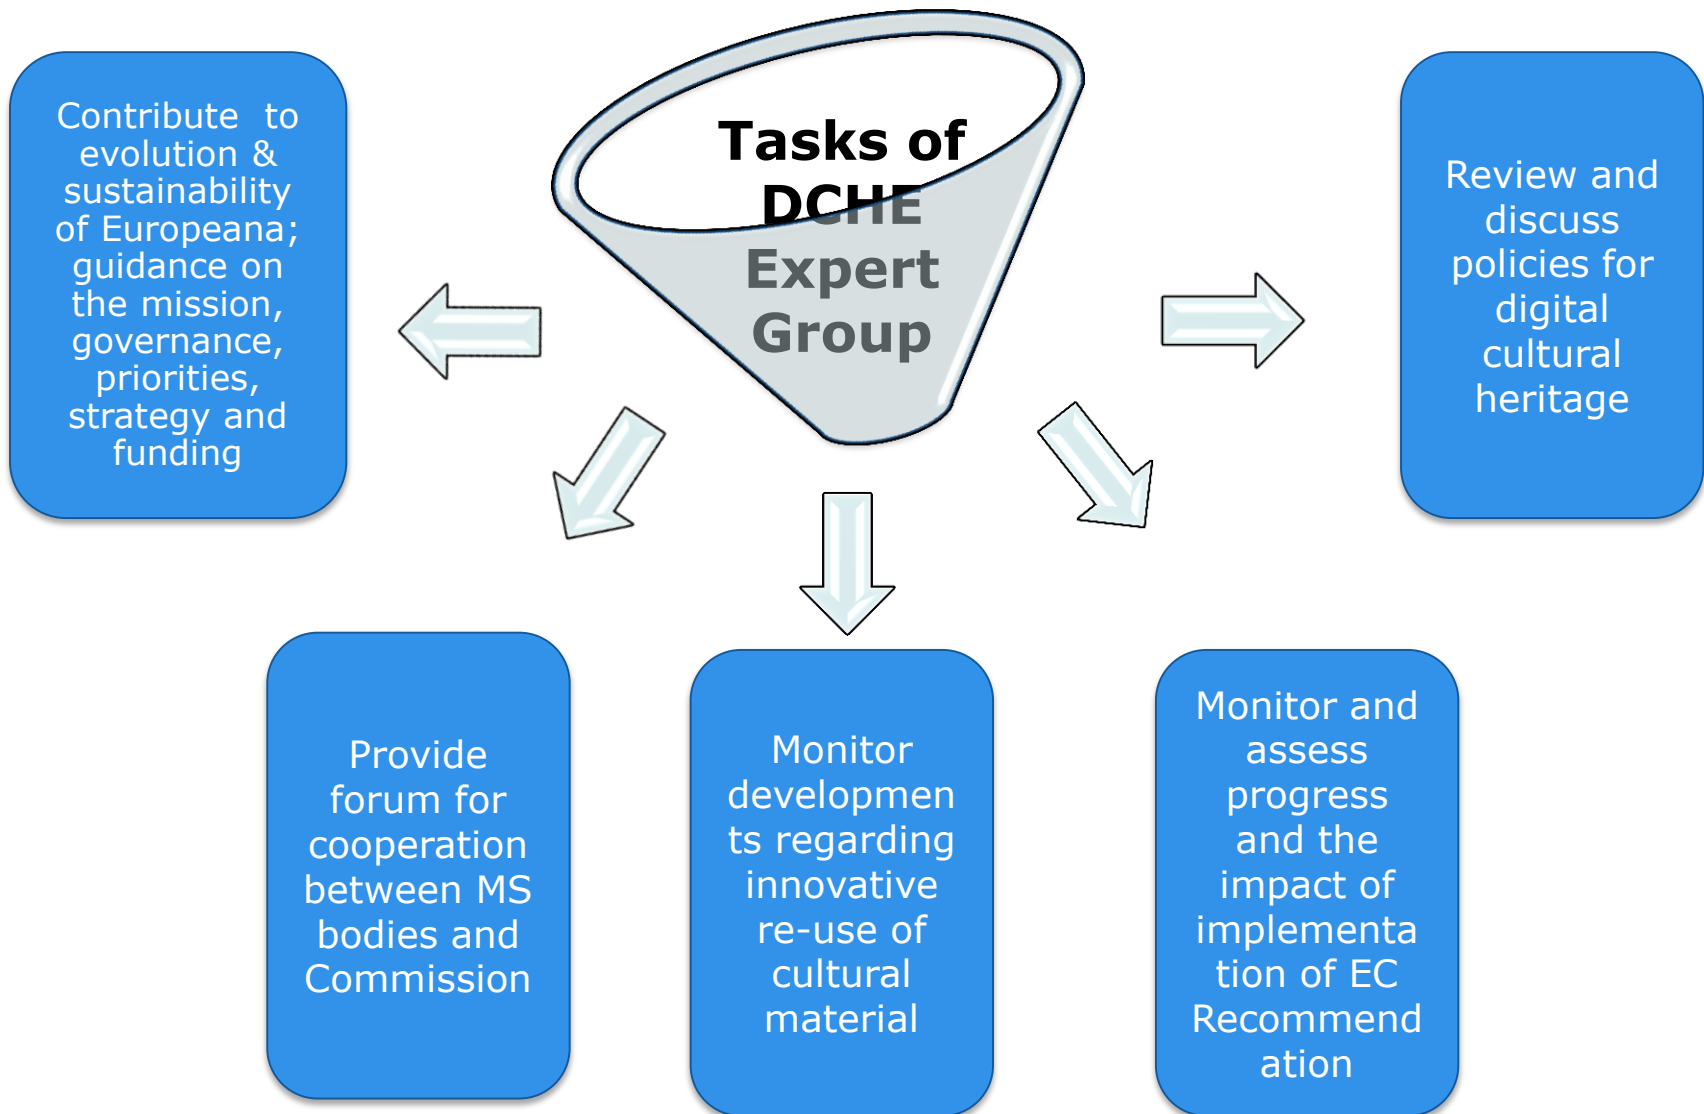 Tasks of
DCHE
Expert
Group
Contribute to
evolution &
sustainability
of Europeana;
guidance on
the mission,
governance,
priorities,
strategy and
funding
Review and
discuss
policies for
digital
cultural
heritage
Provide
forum for
cooperation
between MS
bodies and
Commission
Monitor
developmen
ts regarding
innovative
re-use of
cultural
material
Monitor and
assess
progress
and the
impact of
implementa
tion of EC
Recommend
ation